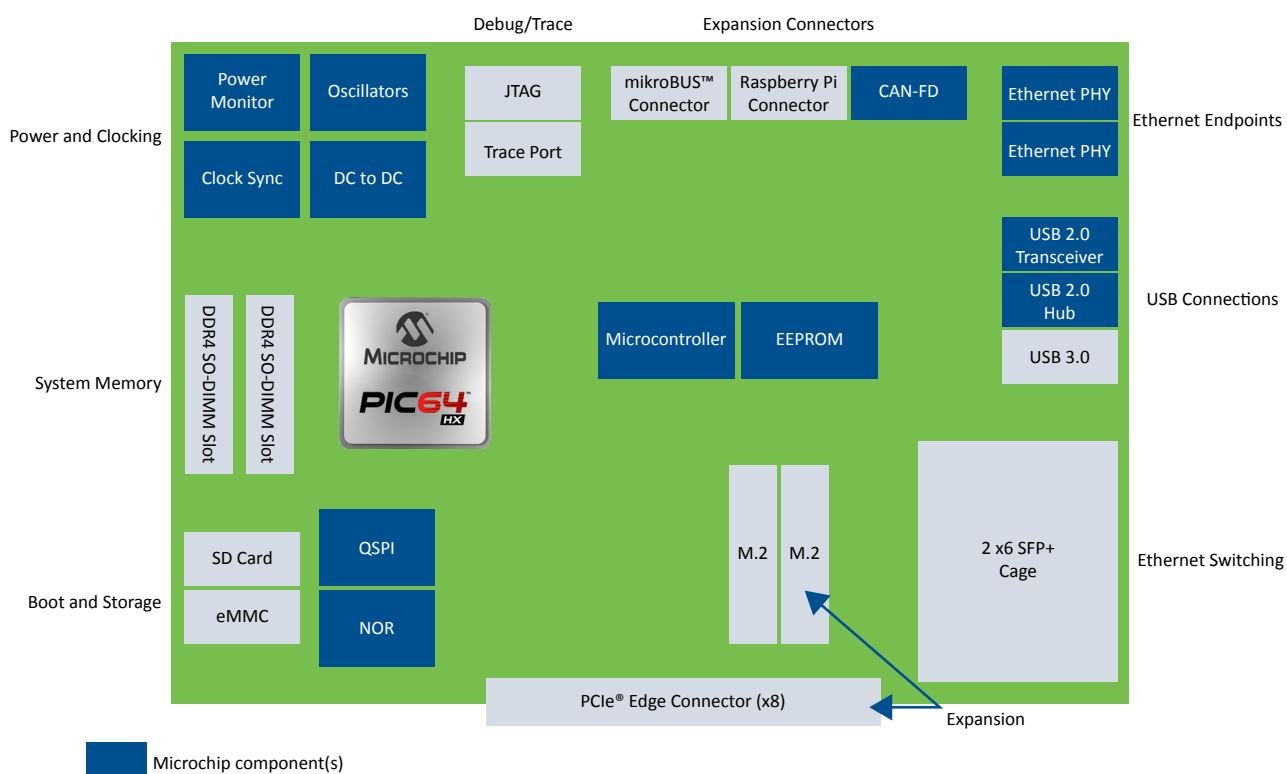 Debug/Trace
Expansion Connectors
Power
Monitor
Oscillators
JTAG
Trace Port
mikroBUS™
Connector
Raspberry Pi
Connector
CAN-FD
Ethernet PHY
Ethernet PHY
Ethernet Endpoints
Power and Clocking
Clock Sync
DC to DC
USB 2.0
Transceiver
USB 2.0
Hub
USB 3.0
USB Connections
System Memory
DDR4 SO-DIMM Slot
DDR4 SO-DIMM Slot
MICROCHIP
PIC64™
HX
Microcontroller
EEPROM
Boot and Storage
SD Card
eMMC
QSPI
NOR
M.2
M.2
2 x6 SFP+
Cage
Ethernet Switching
PCIe® Edge Connector (x8)
Expansion
Microchip component(s)